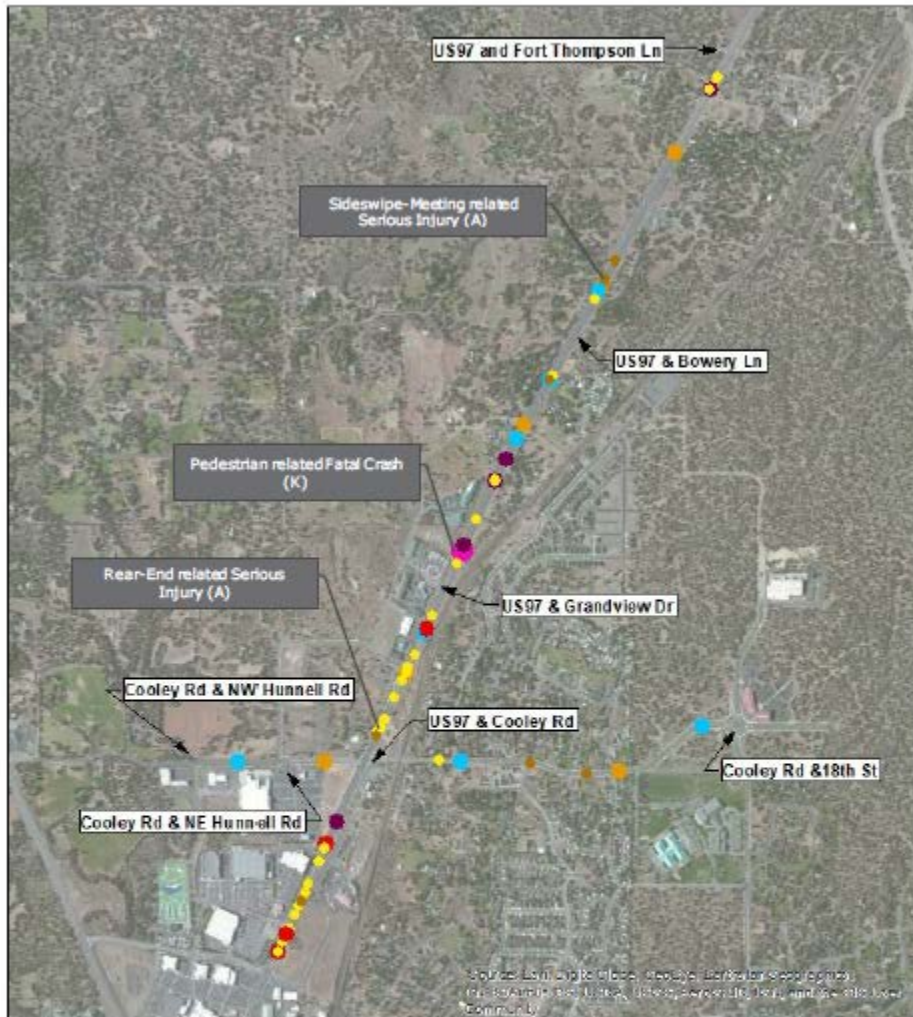 US97 and Fort Thompson Ln
Sideswipe-Meeting related
Serious Injury (A)
US97 & Bowery Ln
Pedestrian related Fatal Crash
(K)
Rear-End related Serious
Injury (A)
US97 & Grandview Dr
Cooley Rd & NW Hunnell Rd
US97 & Cooley Rd
Cooley Rd &18th St
Cooley Rd & NE Hunnell Rd
Community